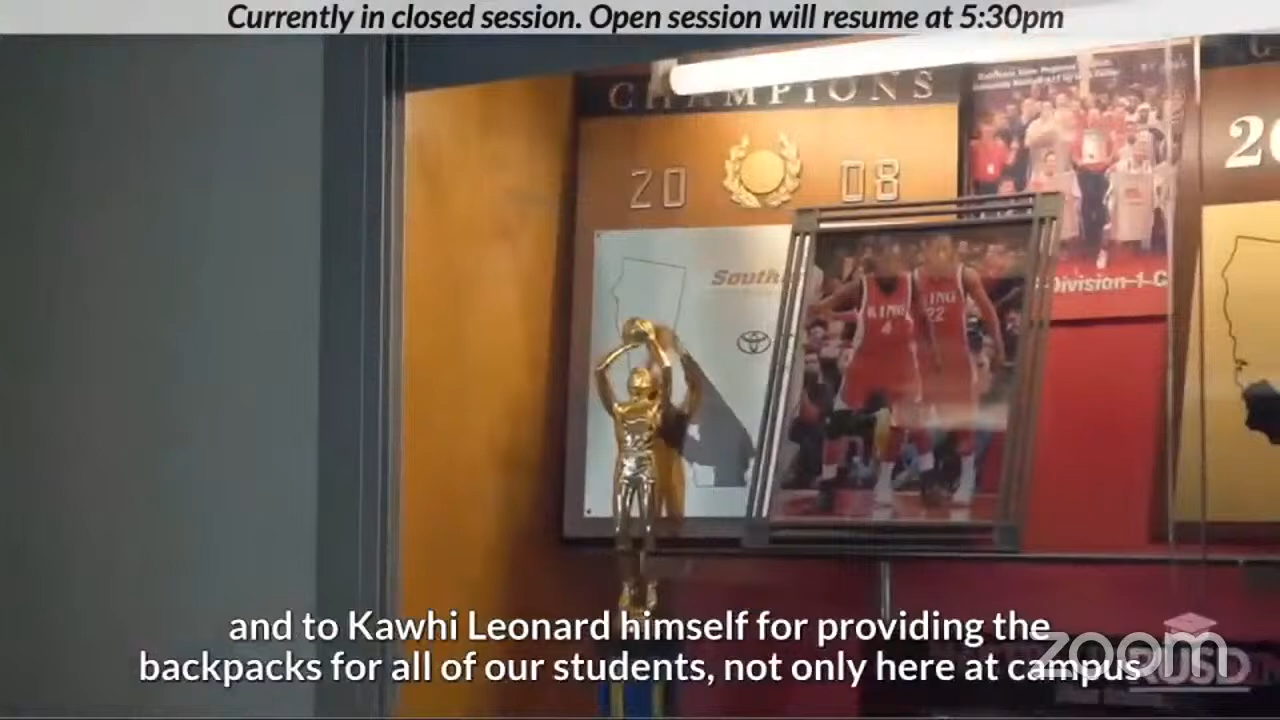 Currently in closed session. Open session will resume at 5:30pm
CHAMPIONS
20 08
KING
4
KING
22
Division-1-C
and to Kawhi Leonard himself for providing the
backpacks for all of our students, not only here at campus
zoom
RUSD